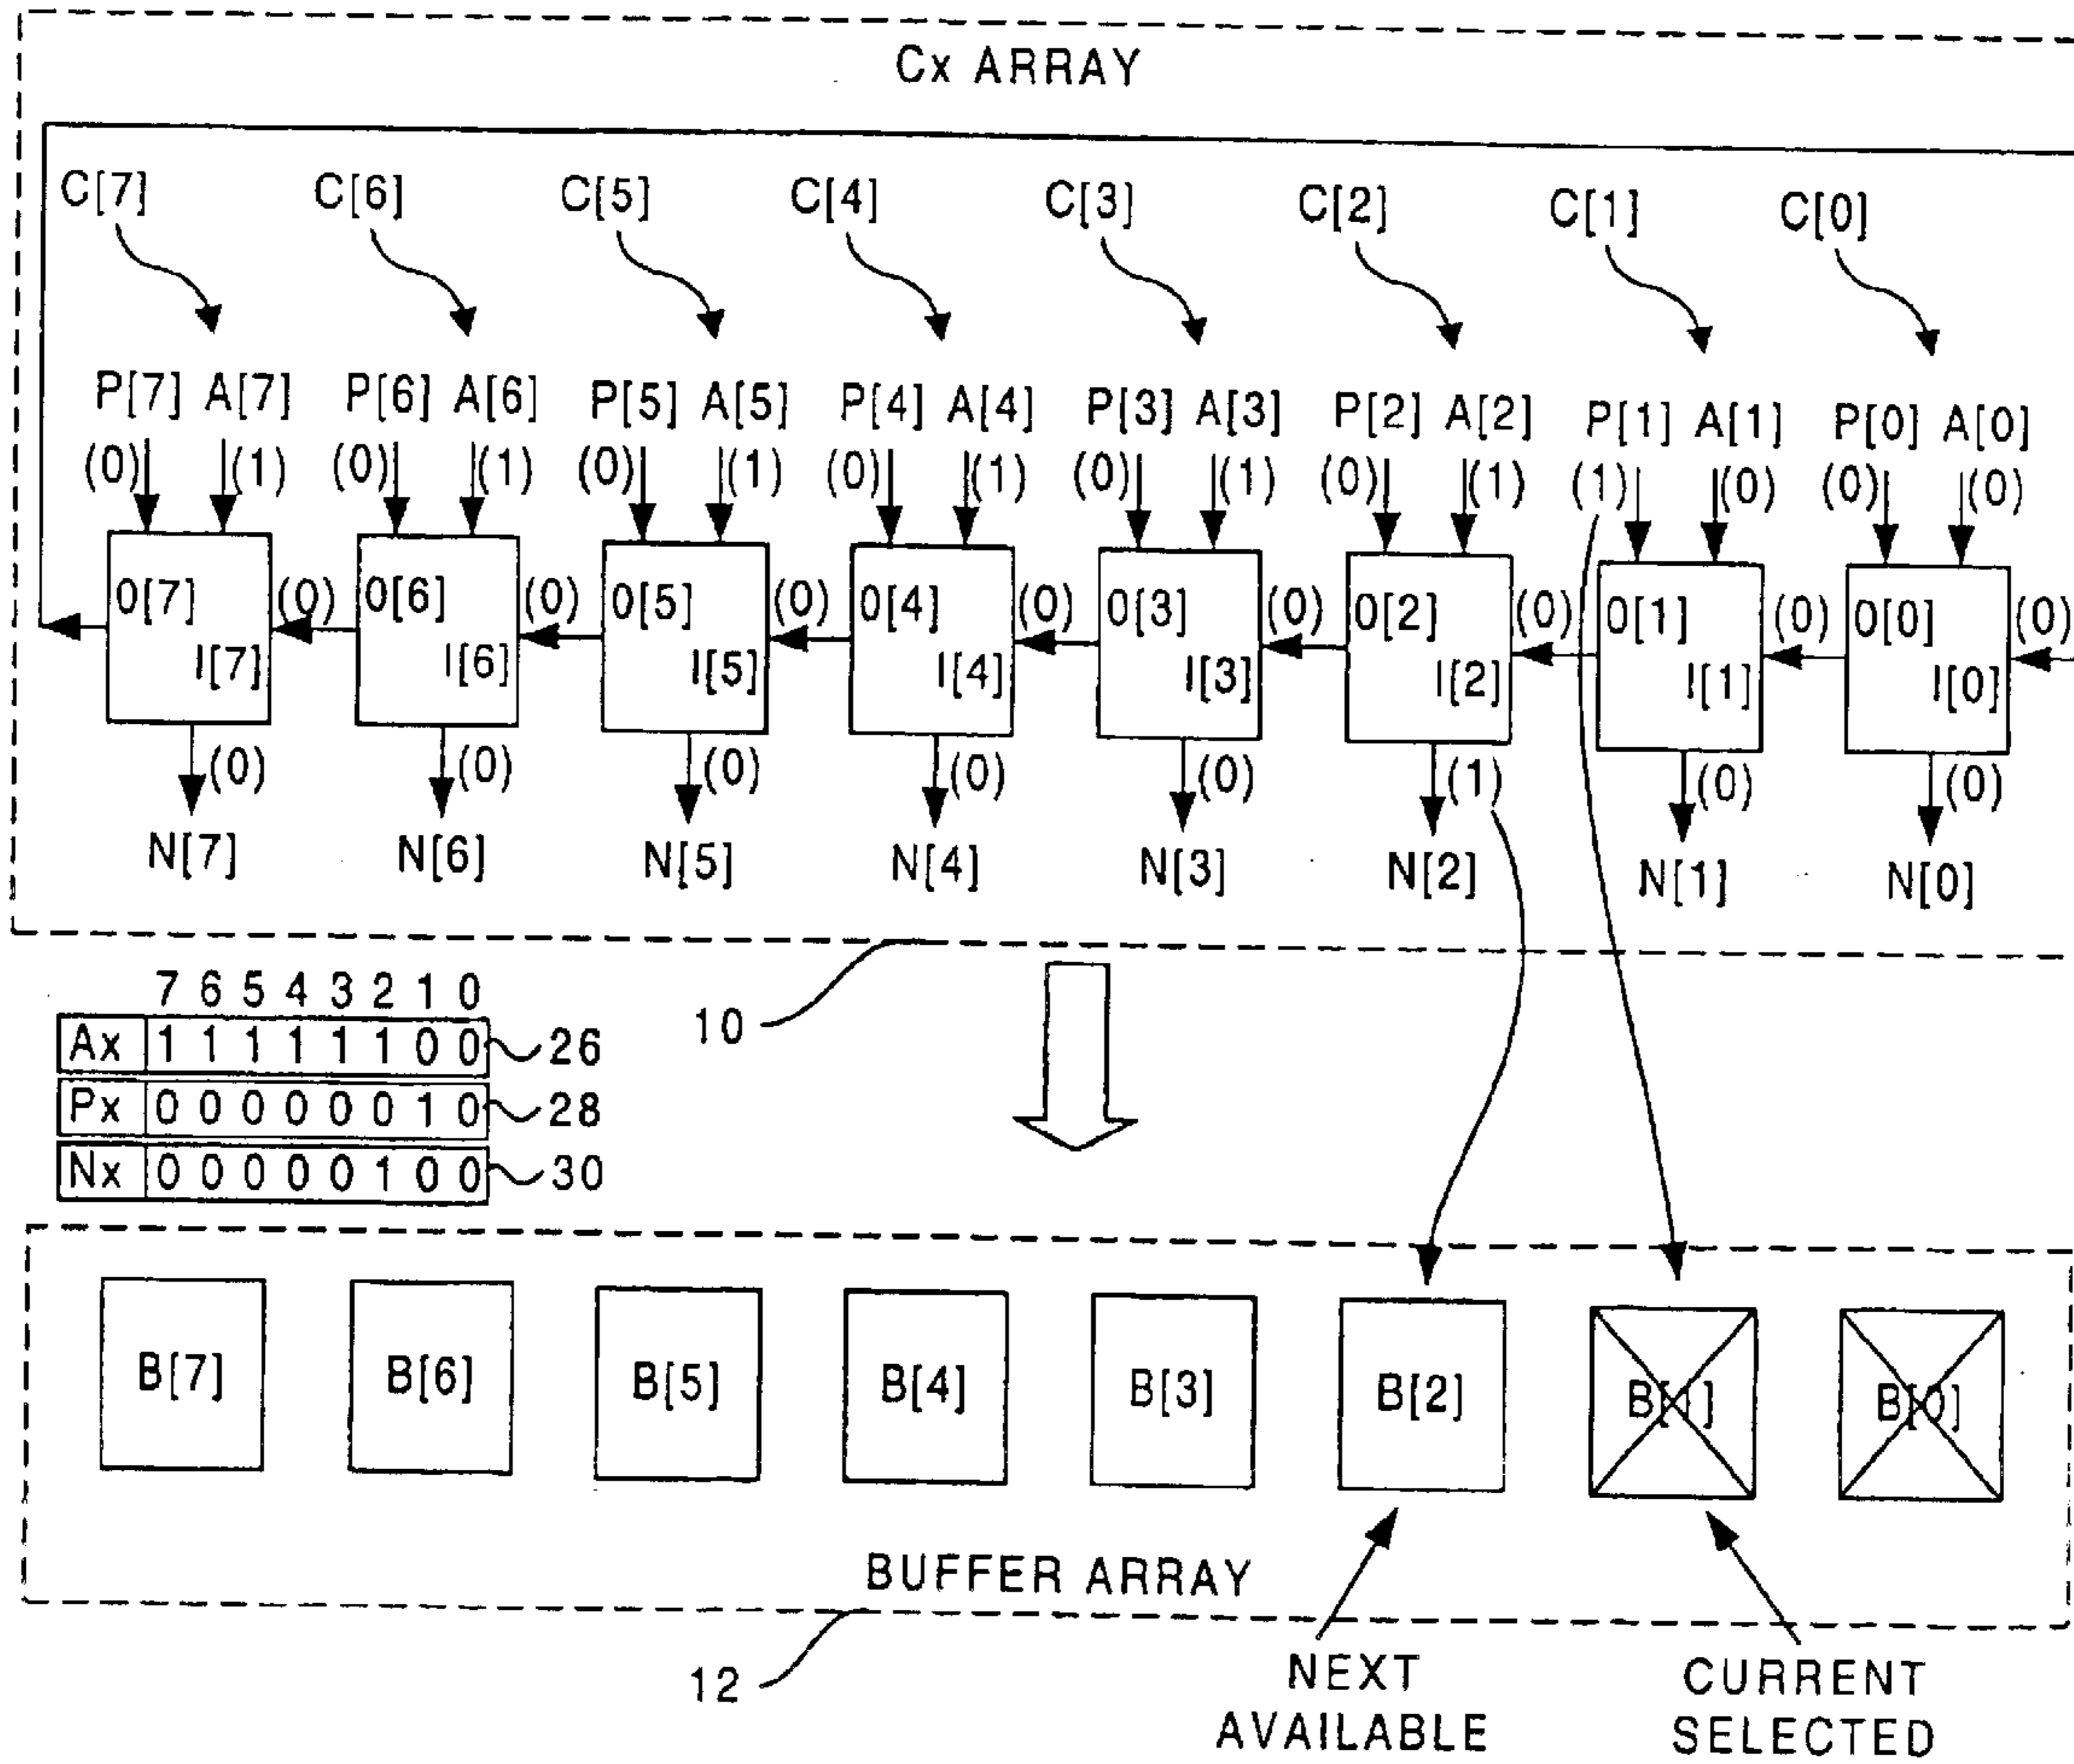 Cx ARRAY
C[7] C[6] C[5] C[4] C[3] C[2] C[1] C[0]
P[7] A[7] P[6] A[6] P[5] A[5] P[4] A[4] P[3] A[3] P[2] A[2] P[1] A[1] P[0] A[0]
(0) (1) (0) (1) (0) (1) (0) (1) (0) (1) (0) (1) (1) (0) (0) (0)
O[7] (0) O[6] (0) O[5] (0) O[4] (0) O[3] (0) O[2] (0) O[1] (0) O[0] (0)
I[7] I[6] I[5] I[4] I[3] I[2] I[1] I[0]
(0) (0) (0) (0) (0) (1) (0) (0)
N[7] N[6] N[5] N[4] N[3] N[2] N[1] N[0]
10
7 6 5 4 3 2 1 0
Ax 1 1 1 1 1 1 0 0 26
Px 0 0 0 0 0 0 1 0 28
Nx 0 0 0 0 0 1 0 0 30
B[7] B[6] B[5] B[4] B[3] B[2] B[1] B[0]
BUFFER ARRAY
12
NEXT AVAILABLE
CURRENT SELECTED